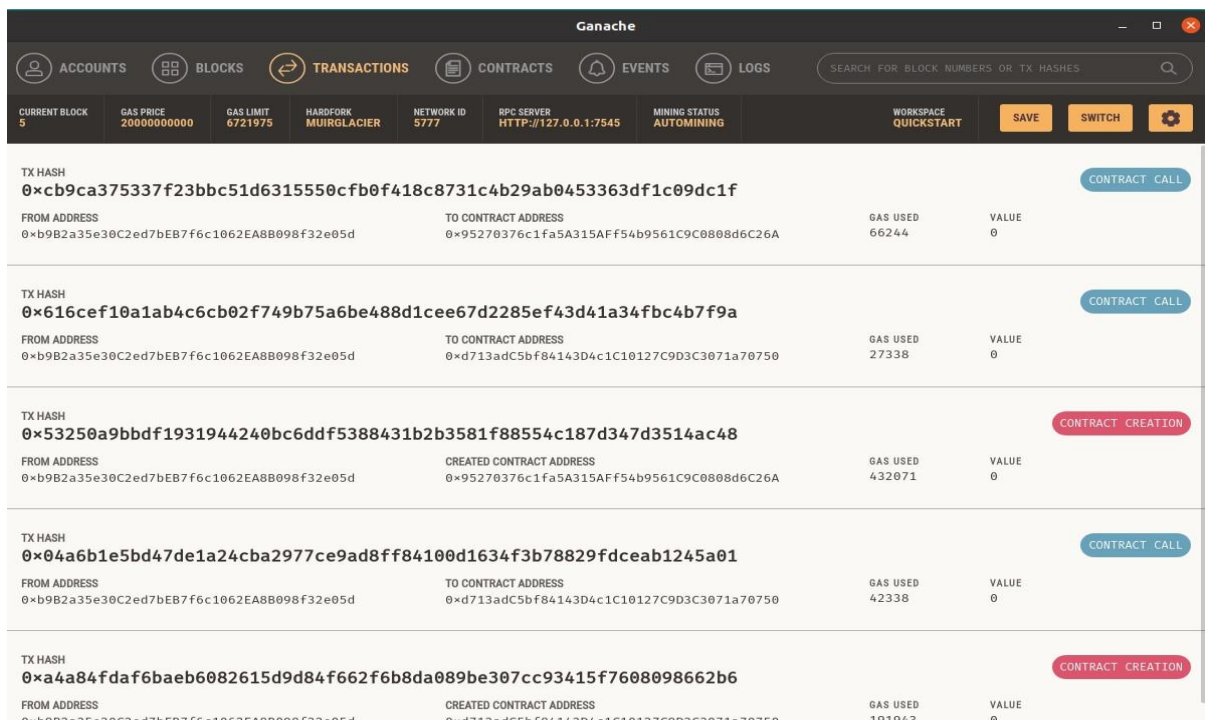 Ganache
ACCOUNTS BLOCKS TRANSACTIONS CONTRACTS EVENTS LOGS SEARCH FOR BLOCK NUMBERS OR TX HASHES
CURRENT BLOCK GAS PRICE GAS LIMIT HARDFORK NETWORK ID RPC SERVER MINING STATUS WORKSPACE
5 20000000000 6721975 MUIRGLACIER 5777 HTTP://127.0.0.1:7545 AUTOMINING QUICKSTART SAVE SWITCH
TX HASH
0×cb9ca375337f23bbc51d6315550cfb0f418c8731c4b29ab0453363df1c09dc1f CONTRACT CALL
FROM ADDRESS TO CONTRACT ADDRESS GAS USED VALUE
0×b9B2a35e30C2ed7bEB7f6c1062EA8B098f32e05d 0×95270376c1fa5A315AFf54b9561C9C0808d6C26A 66244 0
TX HASH
0×616cef10a1ab4c6cb02f749b75a6be488d1cee67d2285ef43d41a34fbc4b7f9a CONTRACT CALL
FROM ADDRESS TO CONTRACT ADDRESS GAS USED VALUE
0×b9B2a35e30C2ed7bEB7f6c1062EA8B098f32e05d 0×d713adC5bf84143D4c1C10127C9D3C3071a70750 27338 0
TX HASH
0×53250a9bbdf1931944240bc6ddf5388431b2b3581f88554c187d347d3514ac48 CONTRACT CREATION
FROM ADDRESS CREATED CONTRACT ADDRESS GAS USED VALUE
0×b9B2a35e30C2ed7bEB7f6c1062EA8B098f32e05d 0×95270376c1fa5A315AFf54b9561C9C0808d6C26A 432071 0
TX HASH
0×04a6b1e5bd47de1a24cba2977ce9ad8ff84100d1634f3b78829fdceab1245a01 CONTRACT CALL
FROM ADDRESS TO CONTRACT ADDRESS GAS USED VALUE
0×b9B2a35e30C2ed7bEB7f6c1062EA8B098f32e05d 0×d713adC5bf84143D4c1C10127C9D3C3071a70750 42338 0
TX HASH
0×a4a84fdaf6baeb6082615d9d84f662f6b8da089be307cc93415f7608098662b6 CONTRACT CREATION
FROM ADDRESS CREATED CONTRACT ADDRESS GAS USED VALUE